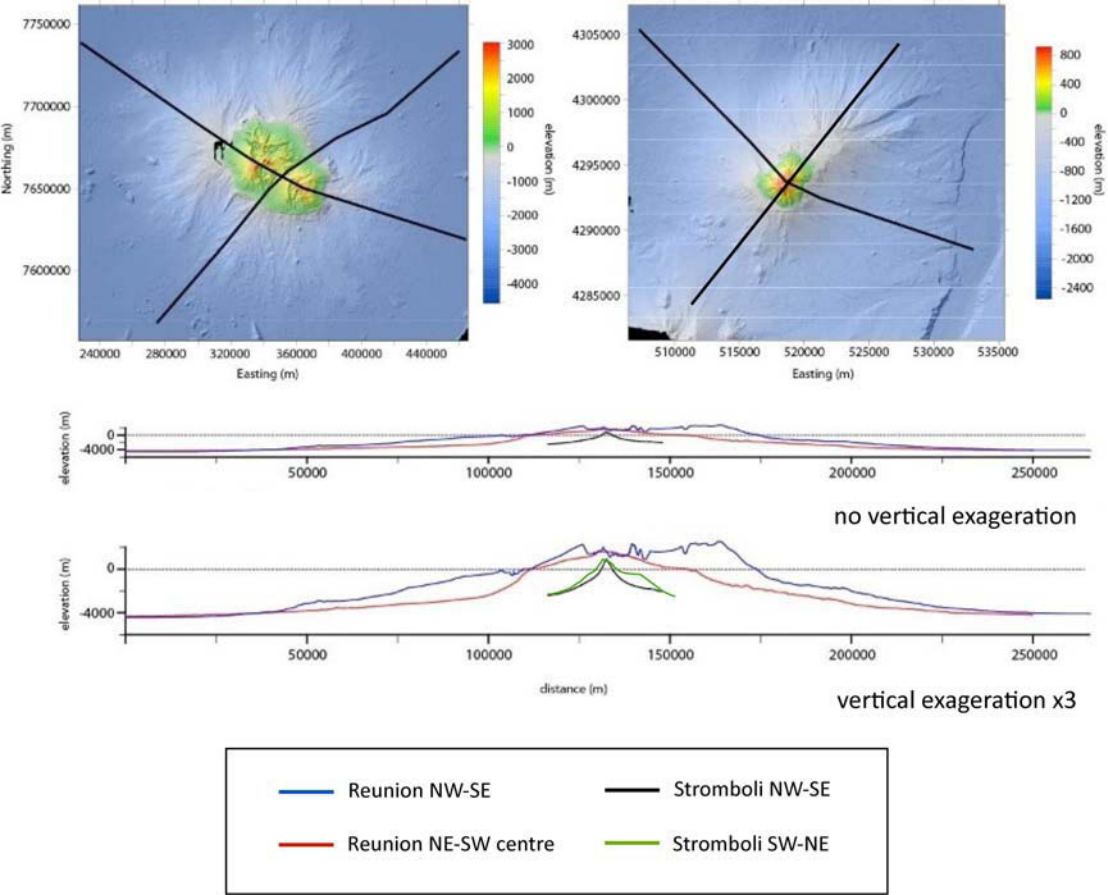 7750000
7700000
7650000
7600000
Northing (m)
240000 280000 320000 360000 400000 440000
Easting (m)
3000
2000
1000
0
-1000
-2000
-3000
-4000
elevation (m)
4305000
4300000
4295000
4290000
4285000
510000 515000 520000 525000 530000 535000
Easting (m)
800
400
0
-400
-800
-1200
-1600
-2000
-2400
elevation (m)
elevation (m)
0
-4000
50000 100000 150000 200000 250000
no vertical exageration
elevation (m)
0
-4000
50000 100000 150000 200000 250000
distance (m)
vertical exageration x3
Reunion NW-SE
Stromboli NW-SE
Reunion NE-SW centre
Stromboli SW-NE